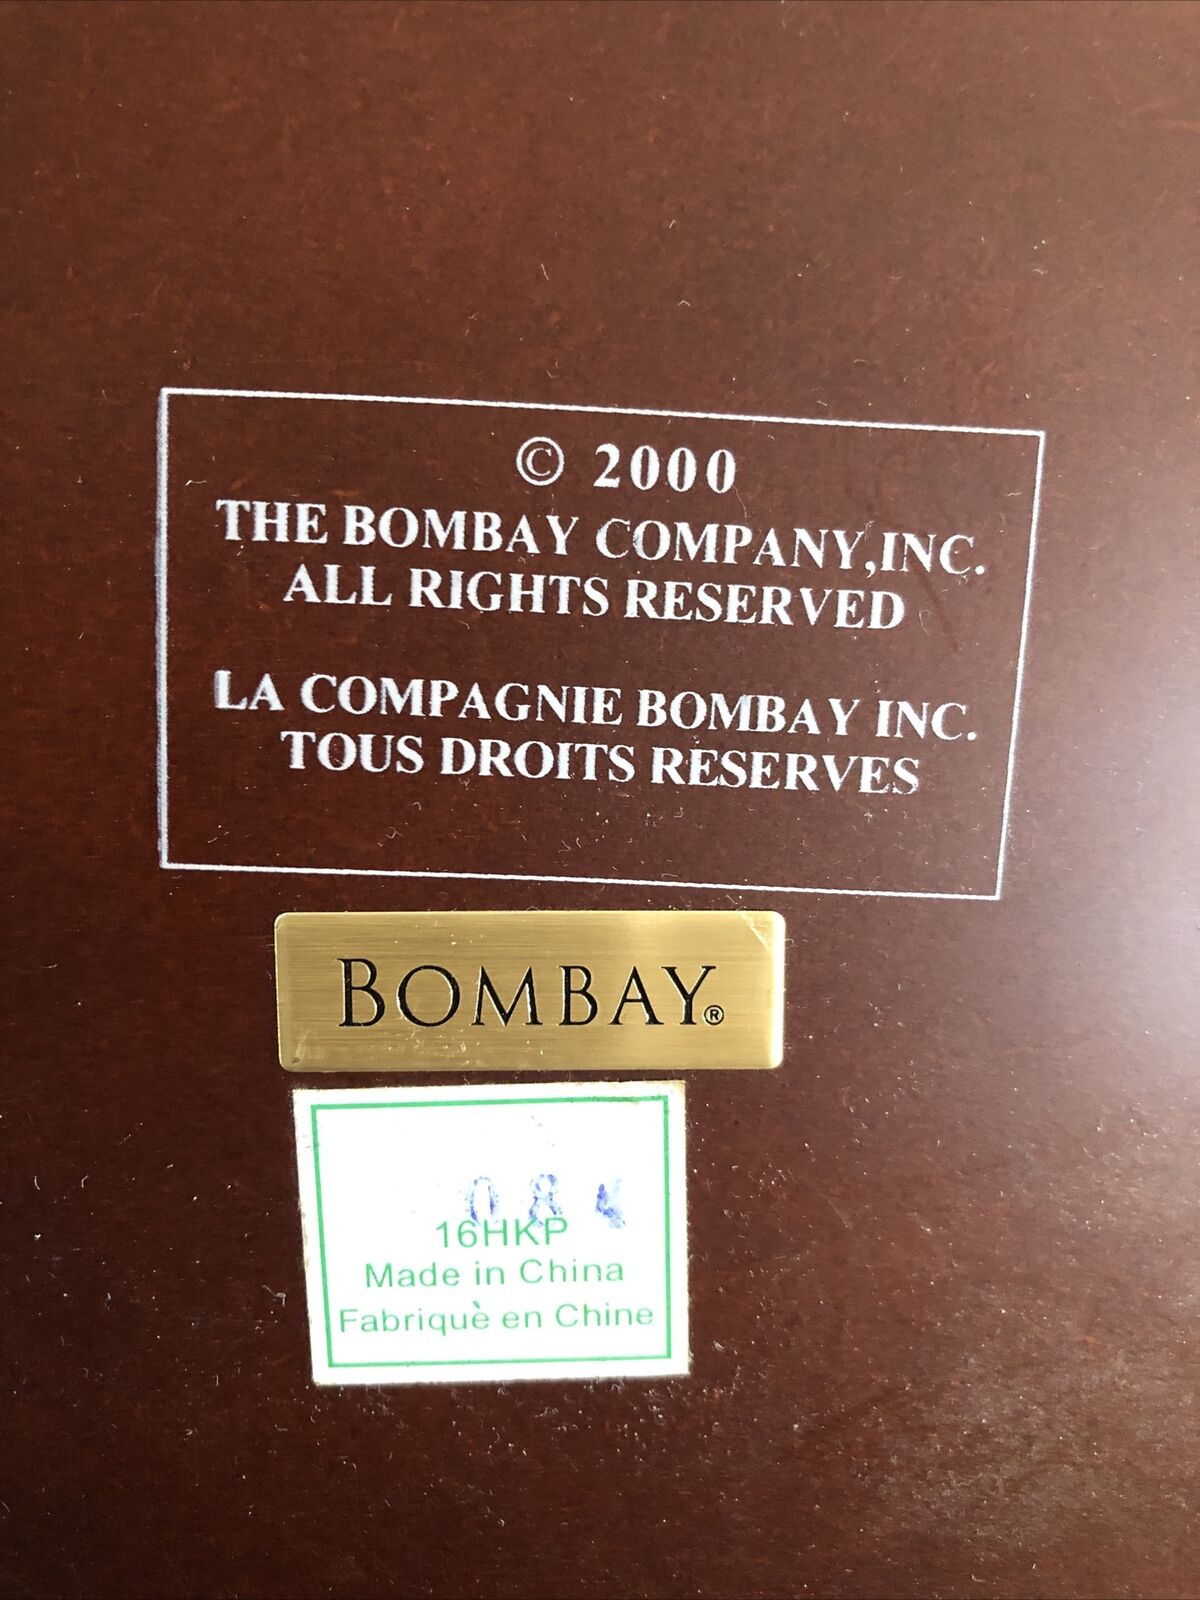 © 2000
THE BOMBAY COMPANY,INC.
ALL RIGHTS RESERVED
LA COMPAGNIE BOMBAY INC.
TOUS DROITS RESERVES
BOMBAY®
084
16HKP
Made in China
Fabriquè en Chine